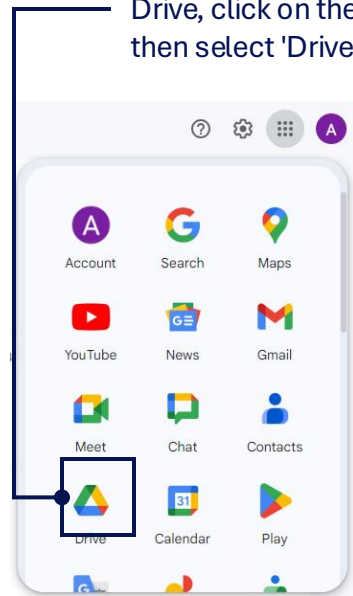 Drive, click on the
then select 'Drive
A
A
Account Search Maps
G≡
YouTube News Gmail
Meet Chat Contacts
31
Drive Calendar Play
G